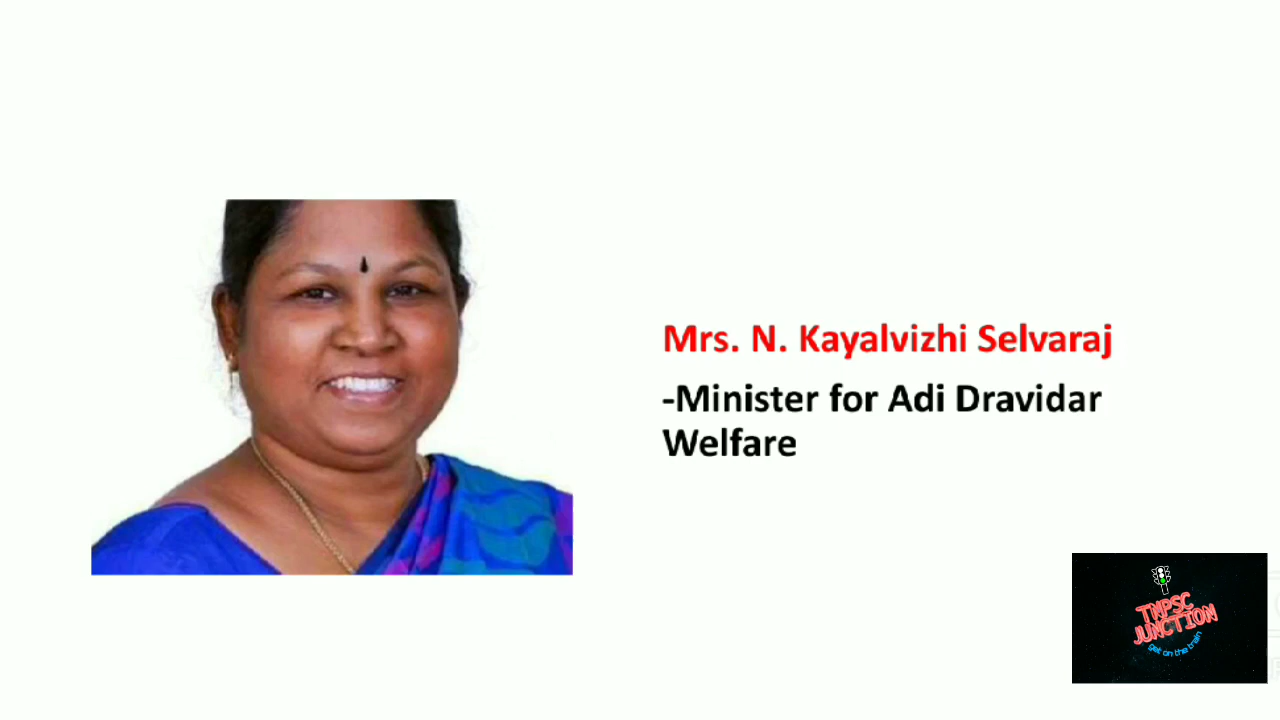 Mrs. N. Kayalvizhi Selvaraj
-Minister for Adi Dravidar
Welfare
TNPSC
JUNCTION
get on the train